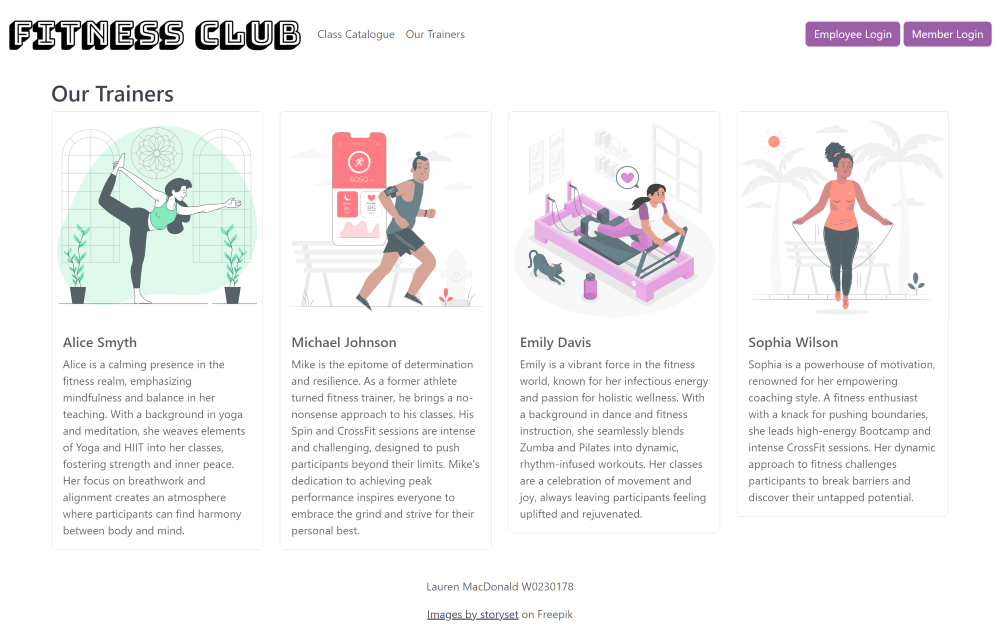 FITNESS CLUB
Class Catalogue
Our Trainers
Employee Login
Member Login
Our Trainers
6050
85
Alice Smyth
Alice is a calming presence in the
fitness realm, emphasizing
mindfulness and balance in her
teaching. With a background in yoga
and meditation, she weaves elements
of Yoga and HIIT into her classes,
fostering strength and inner peace.
Her focus on breathwork and
alignment creates an atmosphere
where participants can find harmony
between body and mind.
Michael Johnson
Mike is the epitome of determination
and resilience. As a former athlete
turned fitness trainer, he brings a no-
nonsense approach to his classes. His
Spin and CrossFit sessions are intense
and challenging, designed to push
participants beyond their limits. Mike's
dedication to achieving peak
performance inspires everyone to
embrace the grind and strive for their
personal best.
Emily Davis
Emily is a vibrant force in the fitness
world, known for her infectious energy
and passion for holistic wellness. With
a background in dance and fitness
instruction, she seamlessly blends
Zumba and Pilates into dynamic,
rhythm-infused workouts. Her classes
are a celebration of movement and
joy, always leaving participants feeling
uplifted and rejuvenated.
Sophia Wilson
Sophia is a powerhouse of motivation,
renowned for her empowering
coaching style. A fitness enthusiast
with a knack for pushing boundaries,
she leads high-energy Bootcamp and
intense CrossFit sessions. Her dynamic
approach to fitness challenges
participants to break barriers and
discover their untapped potential.
Lauren MacDonald W0230178
Images by storyset on Freepik